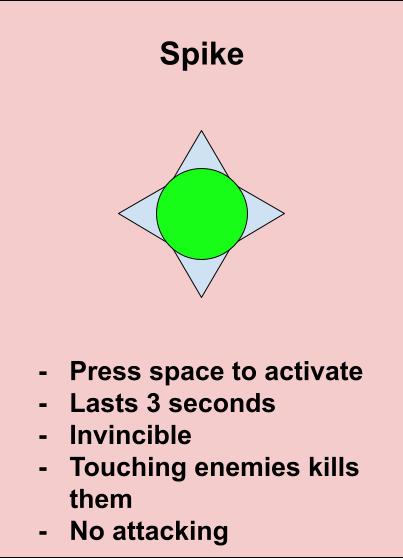 Spike
- Press space to activate
- Lasts 3 seconds
- Invincible
- Touching enemies kills
them
- No attacking